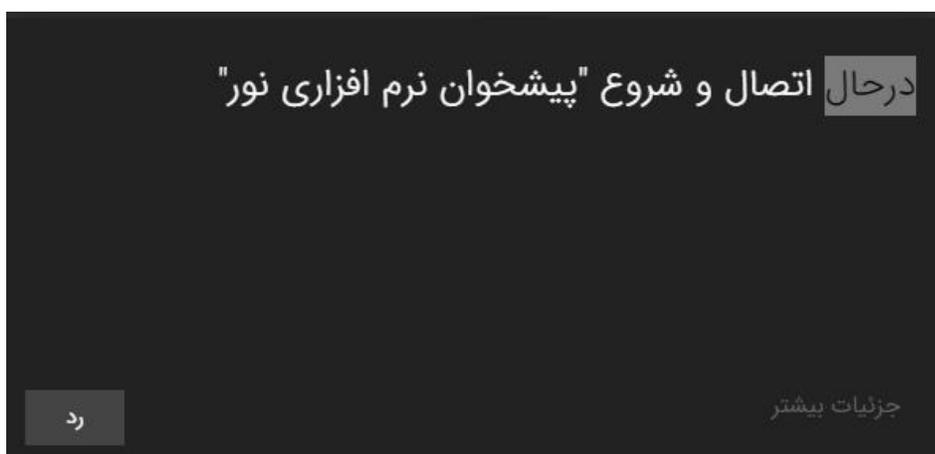 درحال اتصال و شروع "پیشخوان نرم افزاری نور"
جزئیات بیشتر
رد